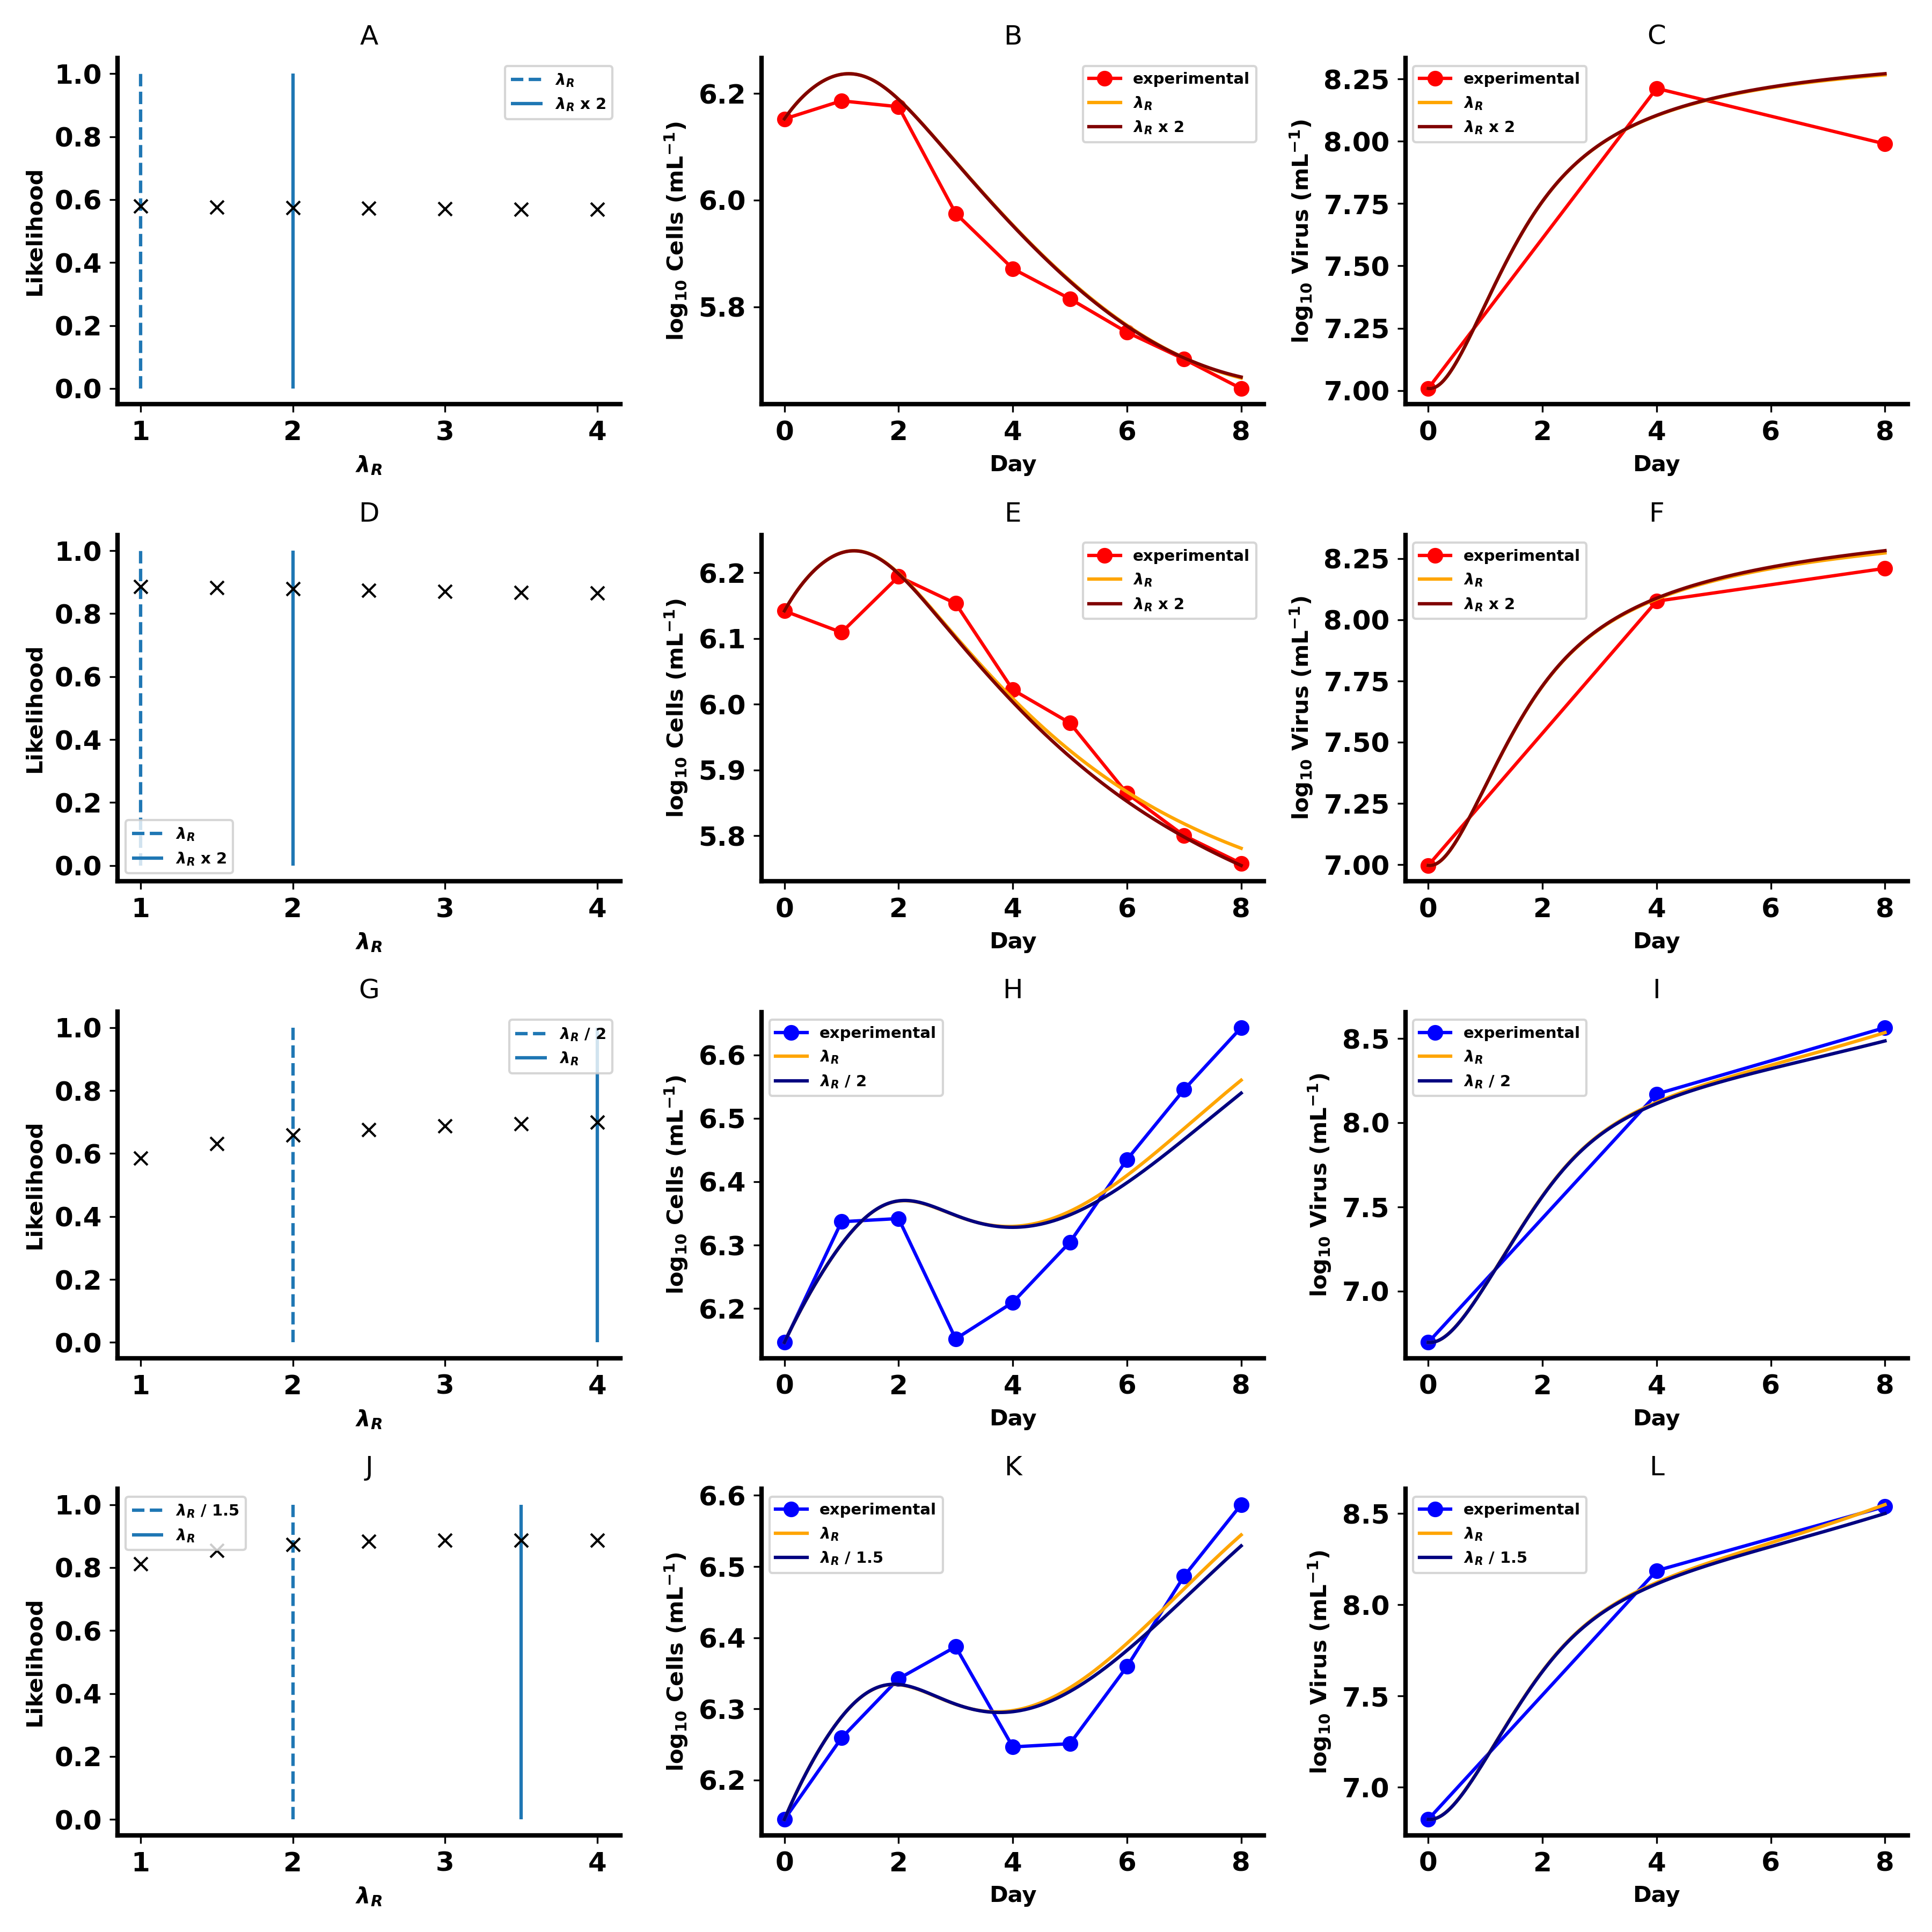 A
1.0
0.8
0.6
0.4
0.2
0.0
Likelihood
λR
λR x 2
1 2 3 4
λR
B
6.2
6.0
5.8
log10 Cells (mL−1)
experimental
λR
λR x 2
0 2 4 6 8
Day
C
8.25
8.00
7.75
7.50
7.25
7.00
log10 Virus (mL−1)
experimental
λR
λR x 2
0 2 4 6 8
Day
D
1.0
0.8
0.6
0.4
0.2
0.0
Likelihood
λR
λR x 2
1 2 3 4
λR
E
6.2
6.1
6.0
5.9
5.8
log10 Cells (mL−1)
experimental
λR
λR x 2
0 2 4 6 8
Day
F
8.25
8.00
7.75
7.50
7.25
7.00
log10 Virus (mL−1)
experimental
λR
λR x 2
0 2 4 6 8
Day
G
1.0
0.8
0.6
0.4
0.2
0.0
Likelihood
λR / 2
λR
1 2 3 4
λR
H
6.6
6.5
6.4
6.3
6.2
log10 Cells (mL−1)
experimental
λR
λR / 2
0 2 4 6 8
Day
I
8.5
8.0
7.5
7.0
log10 Virus (mL−1)
experimental
λR
λR / 2
0 2 4 6 8
Day
J
1.0
0.8
0.6
0.4
0.2
0.0
Likelihood
λR / 1.5
λR
1 2 3 4
λR
K
6.6
6.5
6.4
6.3
6.2
log10 Cells (mL−1)
experimental
λR
λR / 1.5
0 2 4 6 8
Day
L
8.5
8.0
7.5
7.0
log10 Virus (mL−1)
experimental
λR
λR / 1.5
0 2 4 6 8
Day